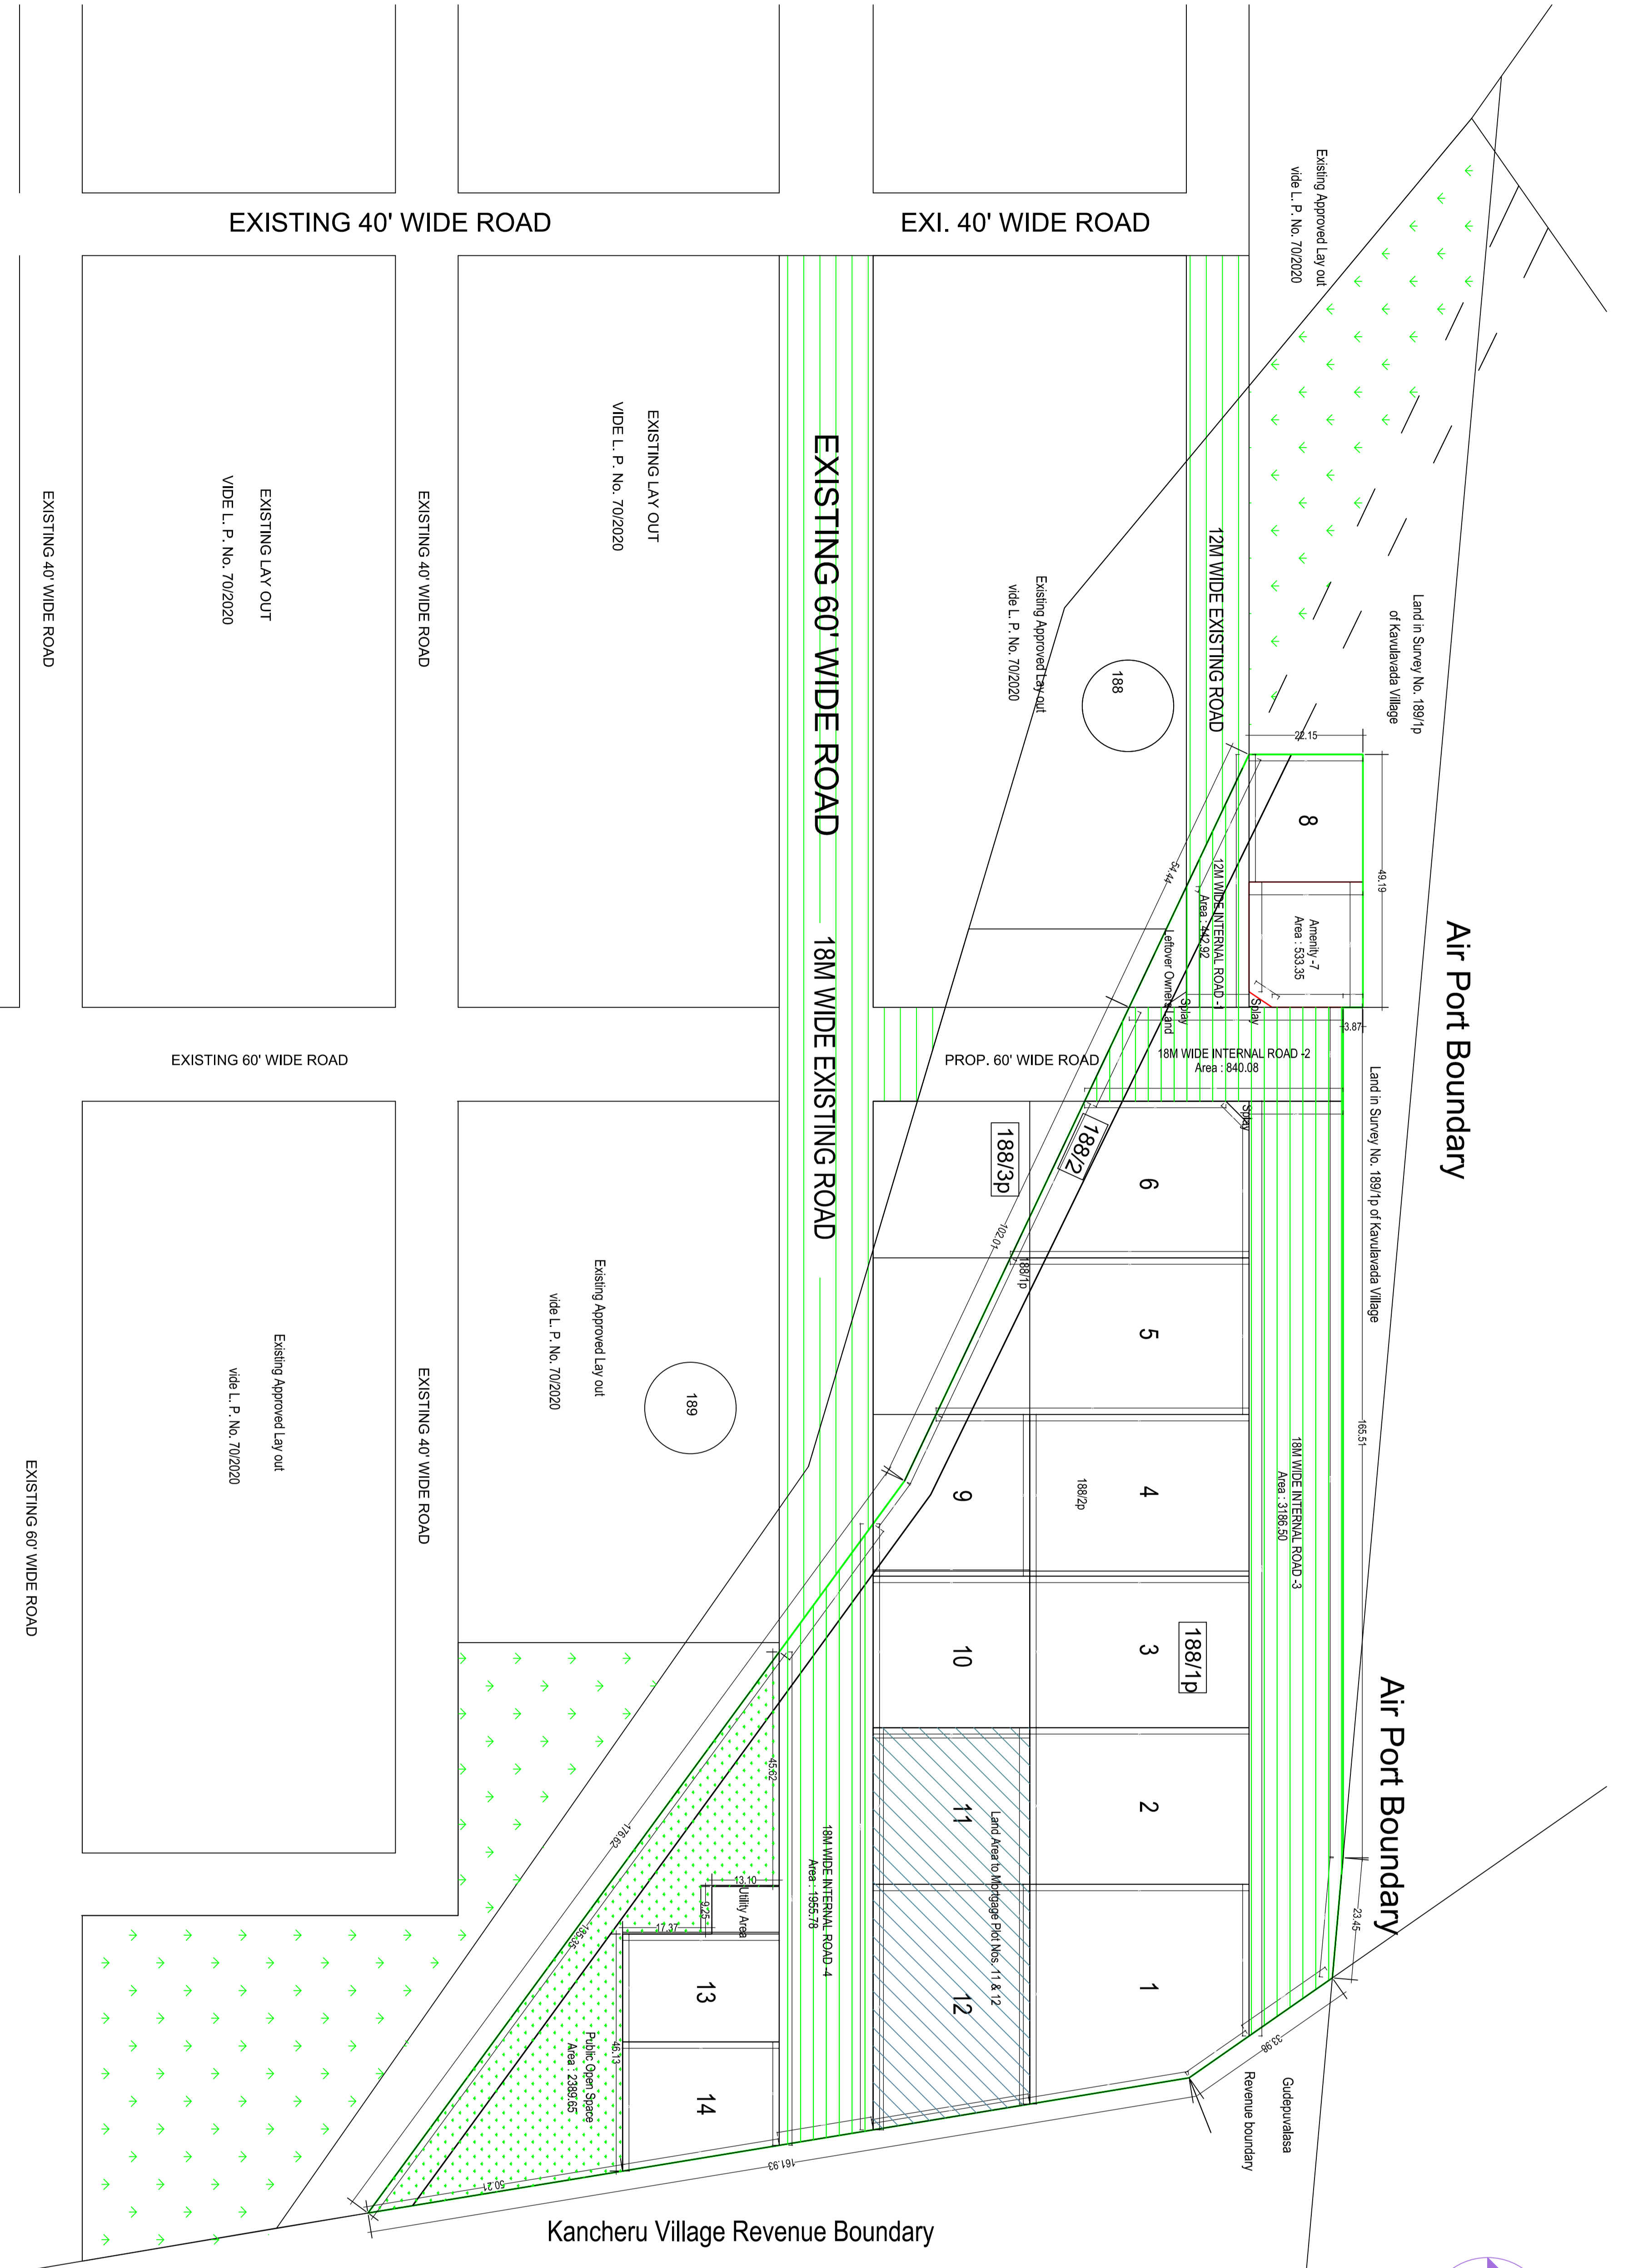 EXISTING 40' WIDE ROAD
EXI. 40' WIDE ROAD
Existing Approved Lay out
vide L. P. No. 70/2020
Land in Survey No. 189/1p
of Kavulavada Village
EXISTING 40' WIDE ROAD
EXISTING LAY OUT
VIDE L. P. No. 70/2020
EXISTING 40' WIDE ROAD
EXISTING LAY OUT
VIDE L. P. No. 70/2020
EXISTING 60' WIDE ROAD
18M WIDE EXISTING ROAD
Existing Approved Lay out
vide L. P. No. 70/2020
188
12M WIDE EXISTING ROAD
22.15
49.19
8
Amenity -7
Area : 533.35
12M WIDE INTERNAL ROAD -1
Area : 442.92
54.44
Leftover Owners Land
Splay
Splay
3.87
Air Port Boundary
EXISTING 60' WIDE ROAD
PROP. 60' WIDE ROAD
18M WIDE INTERNAL ROAD -2
Area : 840.08
Splay
Land in Survey No. 189/1p of Kavulavada Village
188/3p
188/2
102.01
188/1p
6
5
4
188/2p
9
165.51
18M WIDE INTERNAL ROAD -3
Area : 3186.50
Existing Approved Lay out
vide L. P. No. 70/2020
189
EXISTING 40' WIDE ROAD
Existing Approved Lay out
vide L. P. No. 70/2020
EXISTING 60' WIDE ROAD
10
3
188/1p
Air Port Boundary
11
2
Land Area to Mortgage Plot Nos. 11 & 12
12
1
45.62
176.62
135.35
18M WIDE INTERNAL ROAD -4
Area : 1955.78
13.10
Utility Area
9.25
17.37
13
14
46.13
Public Open Space
Area : 2389.65
23.45
33.98
Gudepuvalasa
Revenue boundary
161.93
50.21
Kancheru Village Revenue Boundary